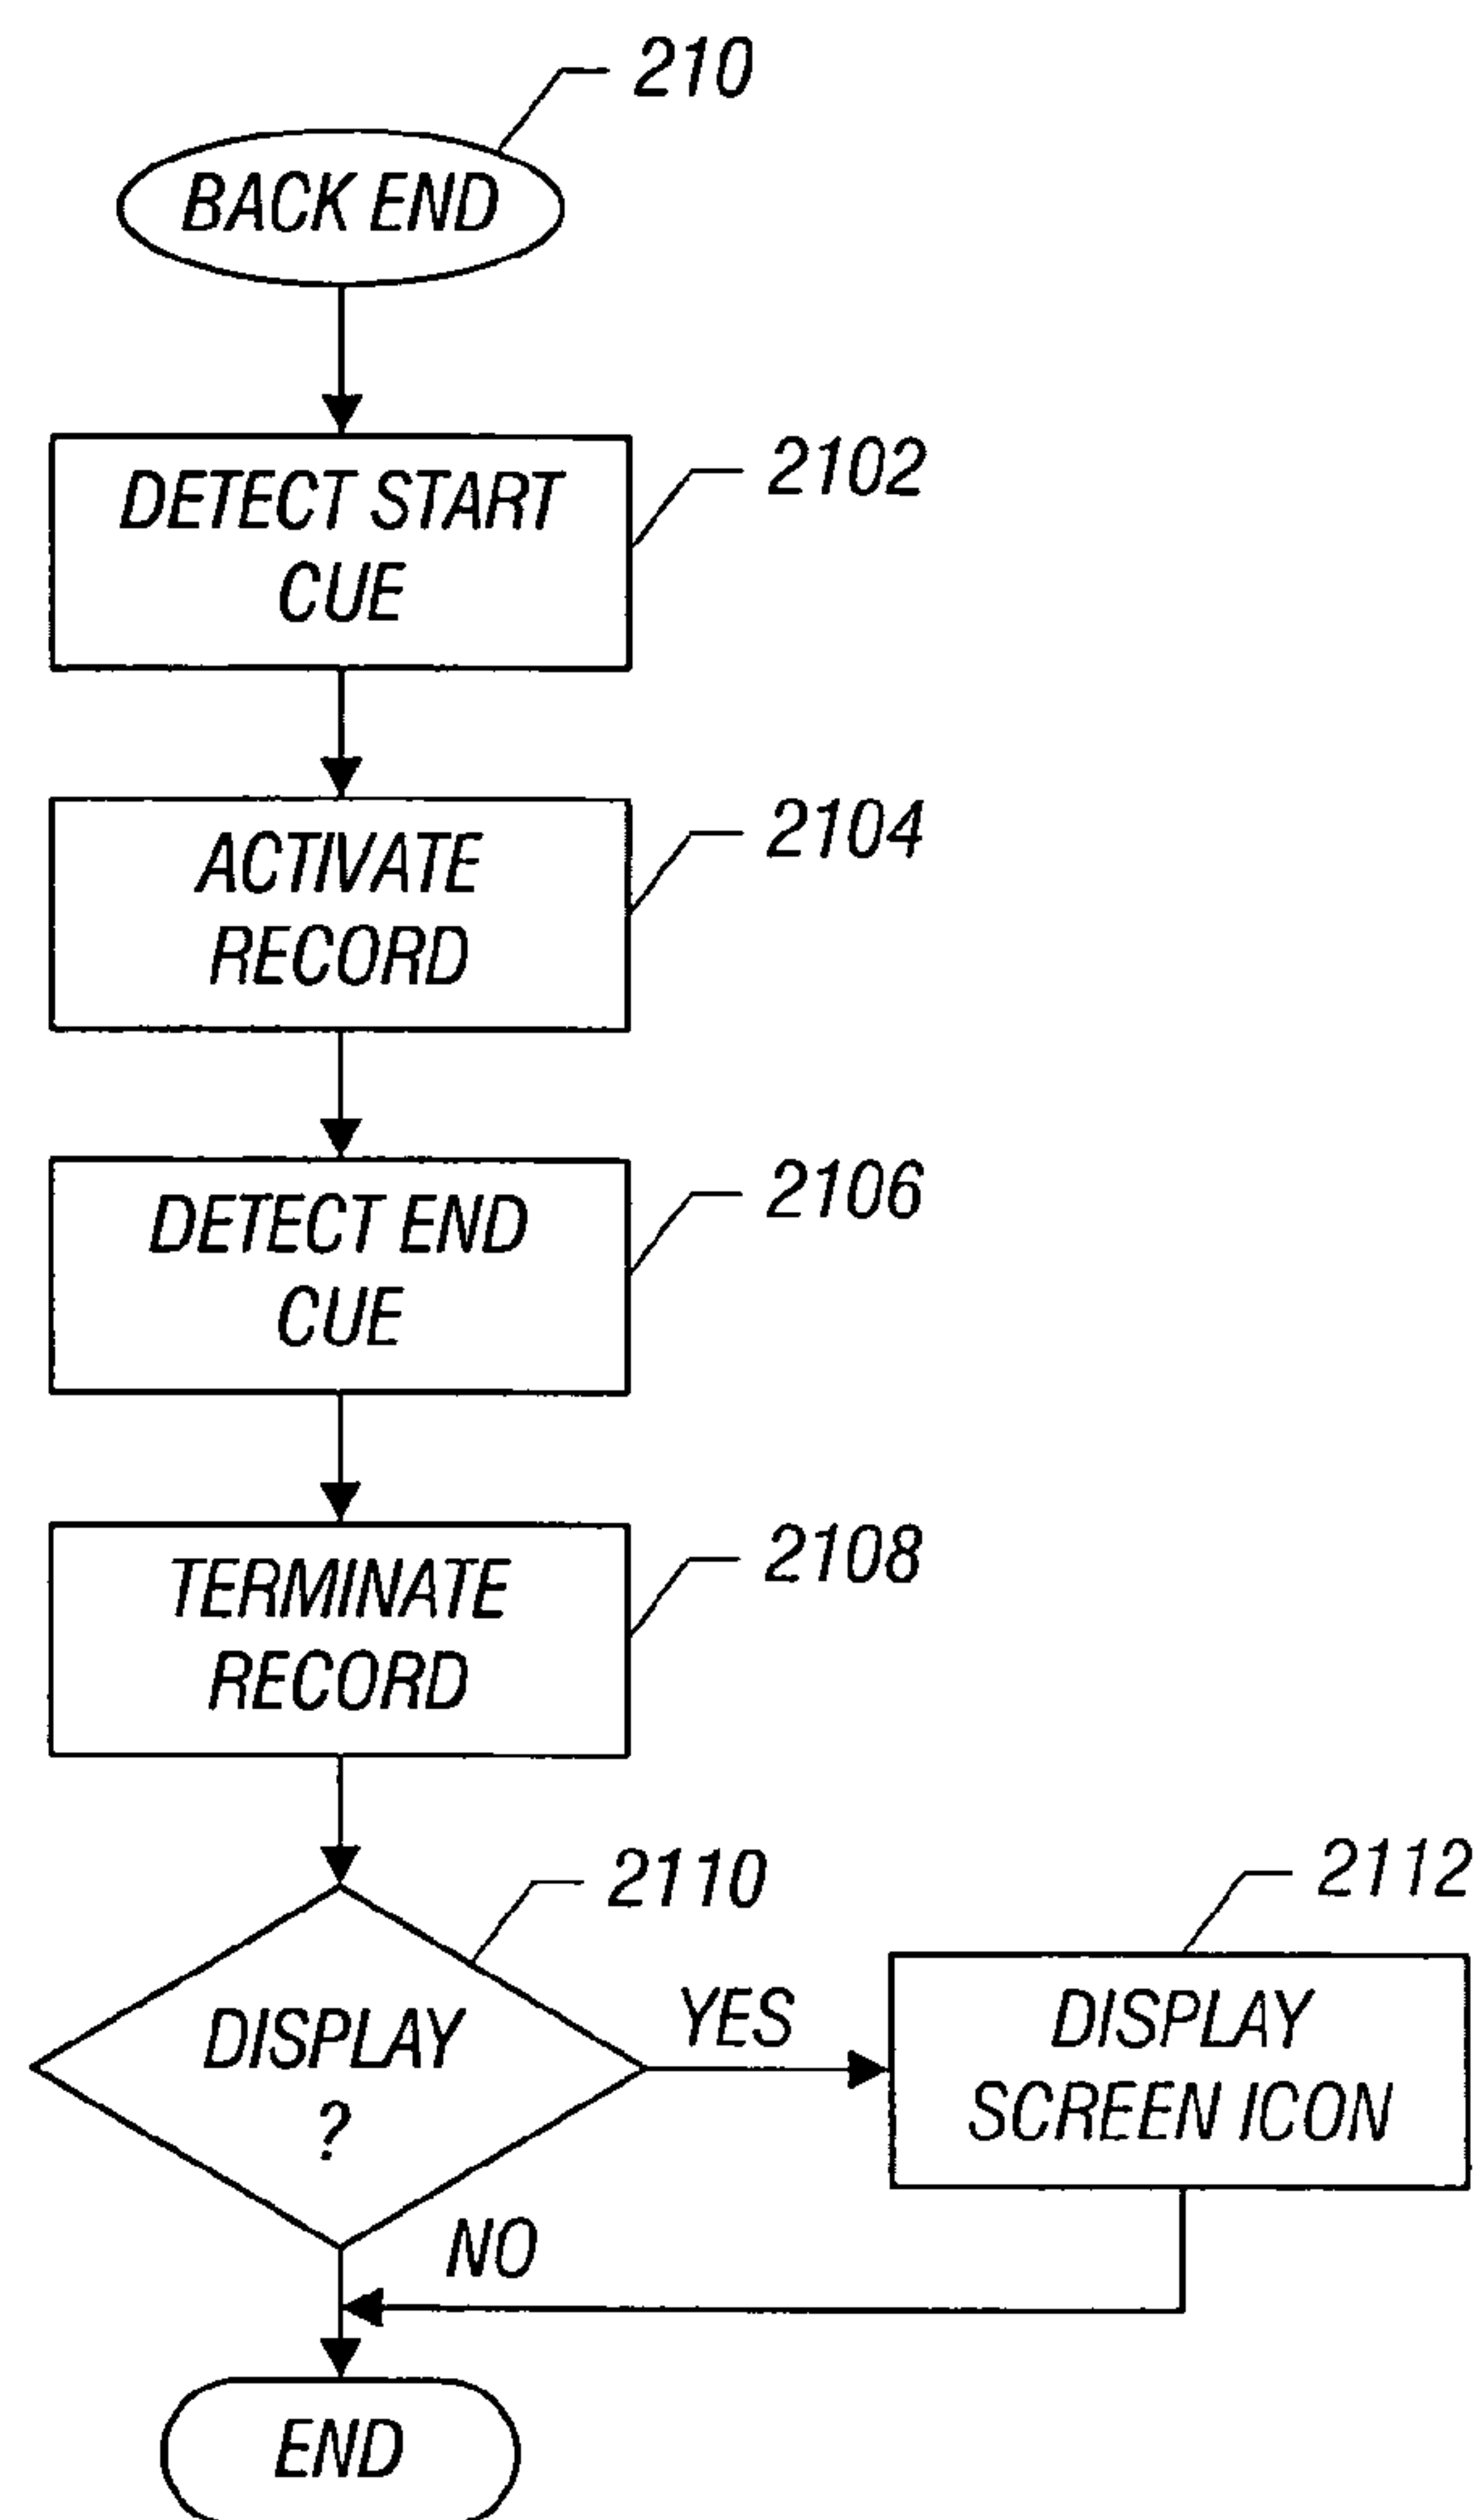 210
BACK END
2102
DETECT START
CUE
2104
ACTIVATE
RECORD
2106
DETECT END
CUE
2108
TERMINATE
RECORD
2110
DISPLAY
?
YES
2112
DISPLAY
SCREEN ICON
NO
END